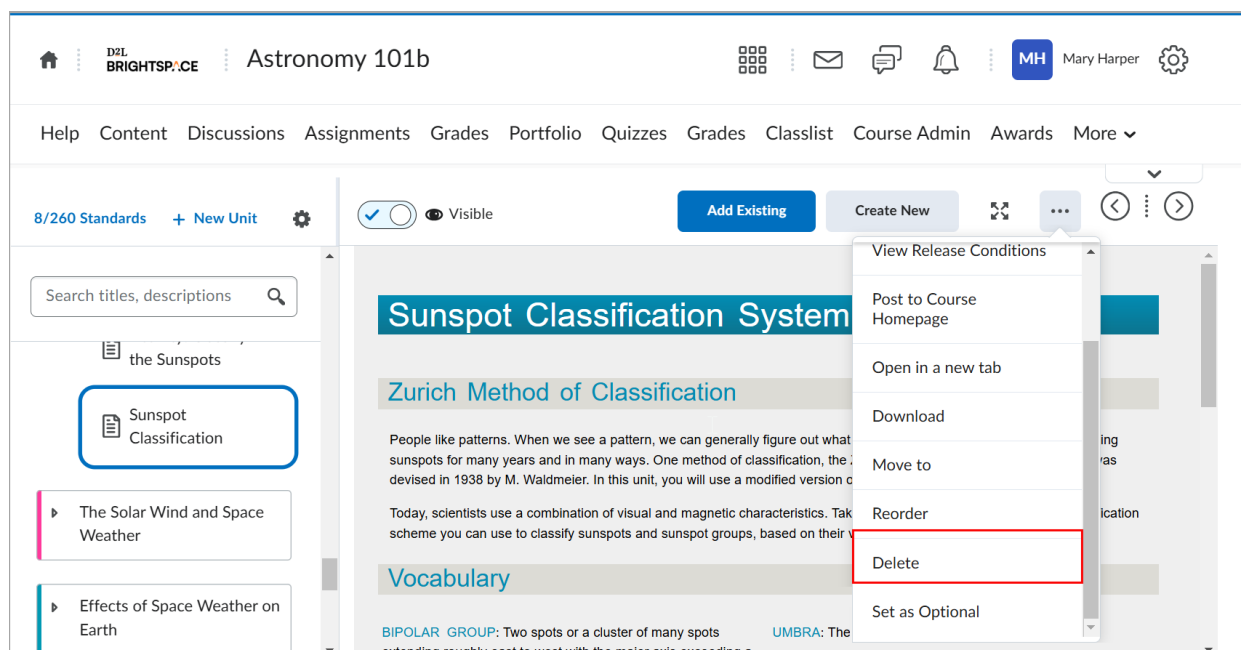 D2L
BRIGHTSPACE
Astronomy 101b
MH
Mary Harper
Help Content Discussions Assignments Grades Portfolio Quizzes Grades Classlist Course Admin Awards More
8/260 Standards
+ New Unit
Visible
Add Existing
Create New
Search titles, descriptions
the Sunspots
Sunspot
Classification
The Solar Wind and Space
Weather
Effects of Space Weather on
Earth
Sunspot Classification System
Zurich Method of Classification
People like patterns. When we see a pattern, we can generally figure out what
ing
sunspots for many years and in many ways. One method of classification, the
as
devised in 1938 by M. Waldmeier. In this unit, you will use a modified version
Today, scientists use a combination of visual and magnetic characteristics.
ication
scheme you can use to classify sunspots and sunspot groups, based on their
Vocabulary
BIPOLAR GROUP: Two spots or a cluster of many spots
UMBRA: The
View Release Conditions
Post to Course
Homepage
Open in a new tab
Download
Move to
Reorder
Delete
Set as Optional